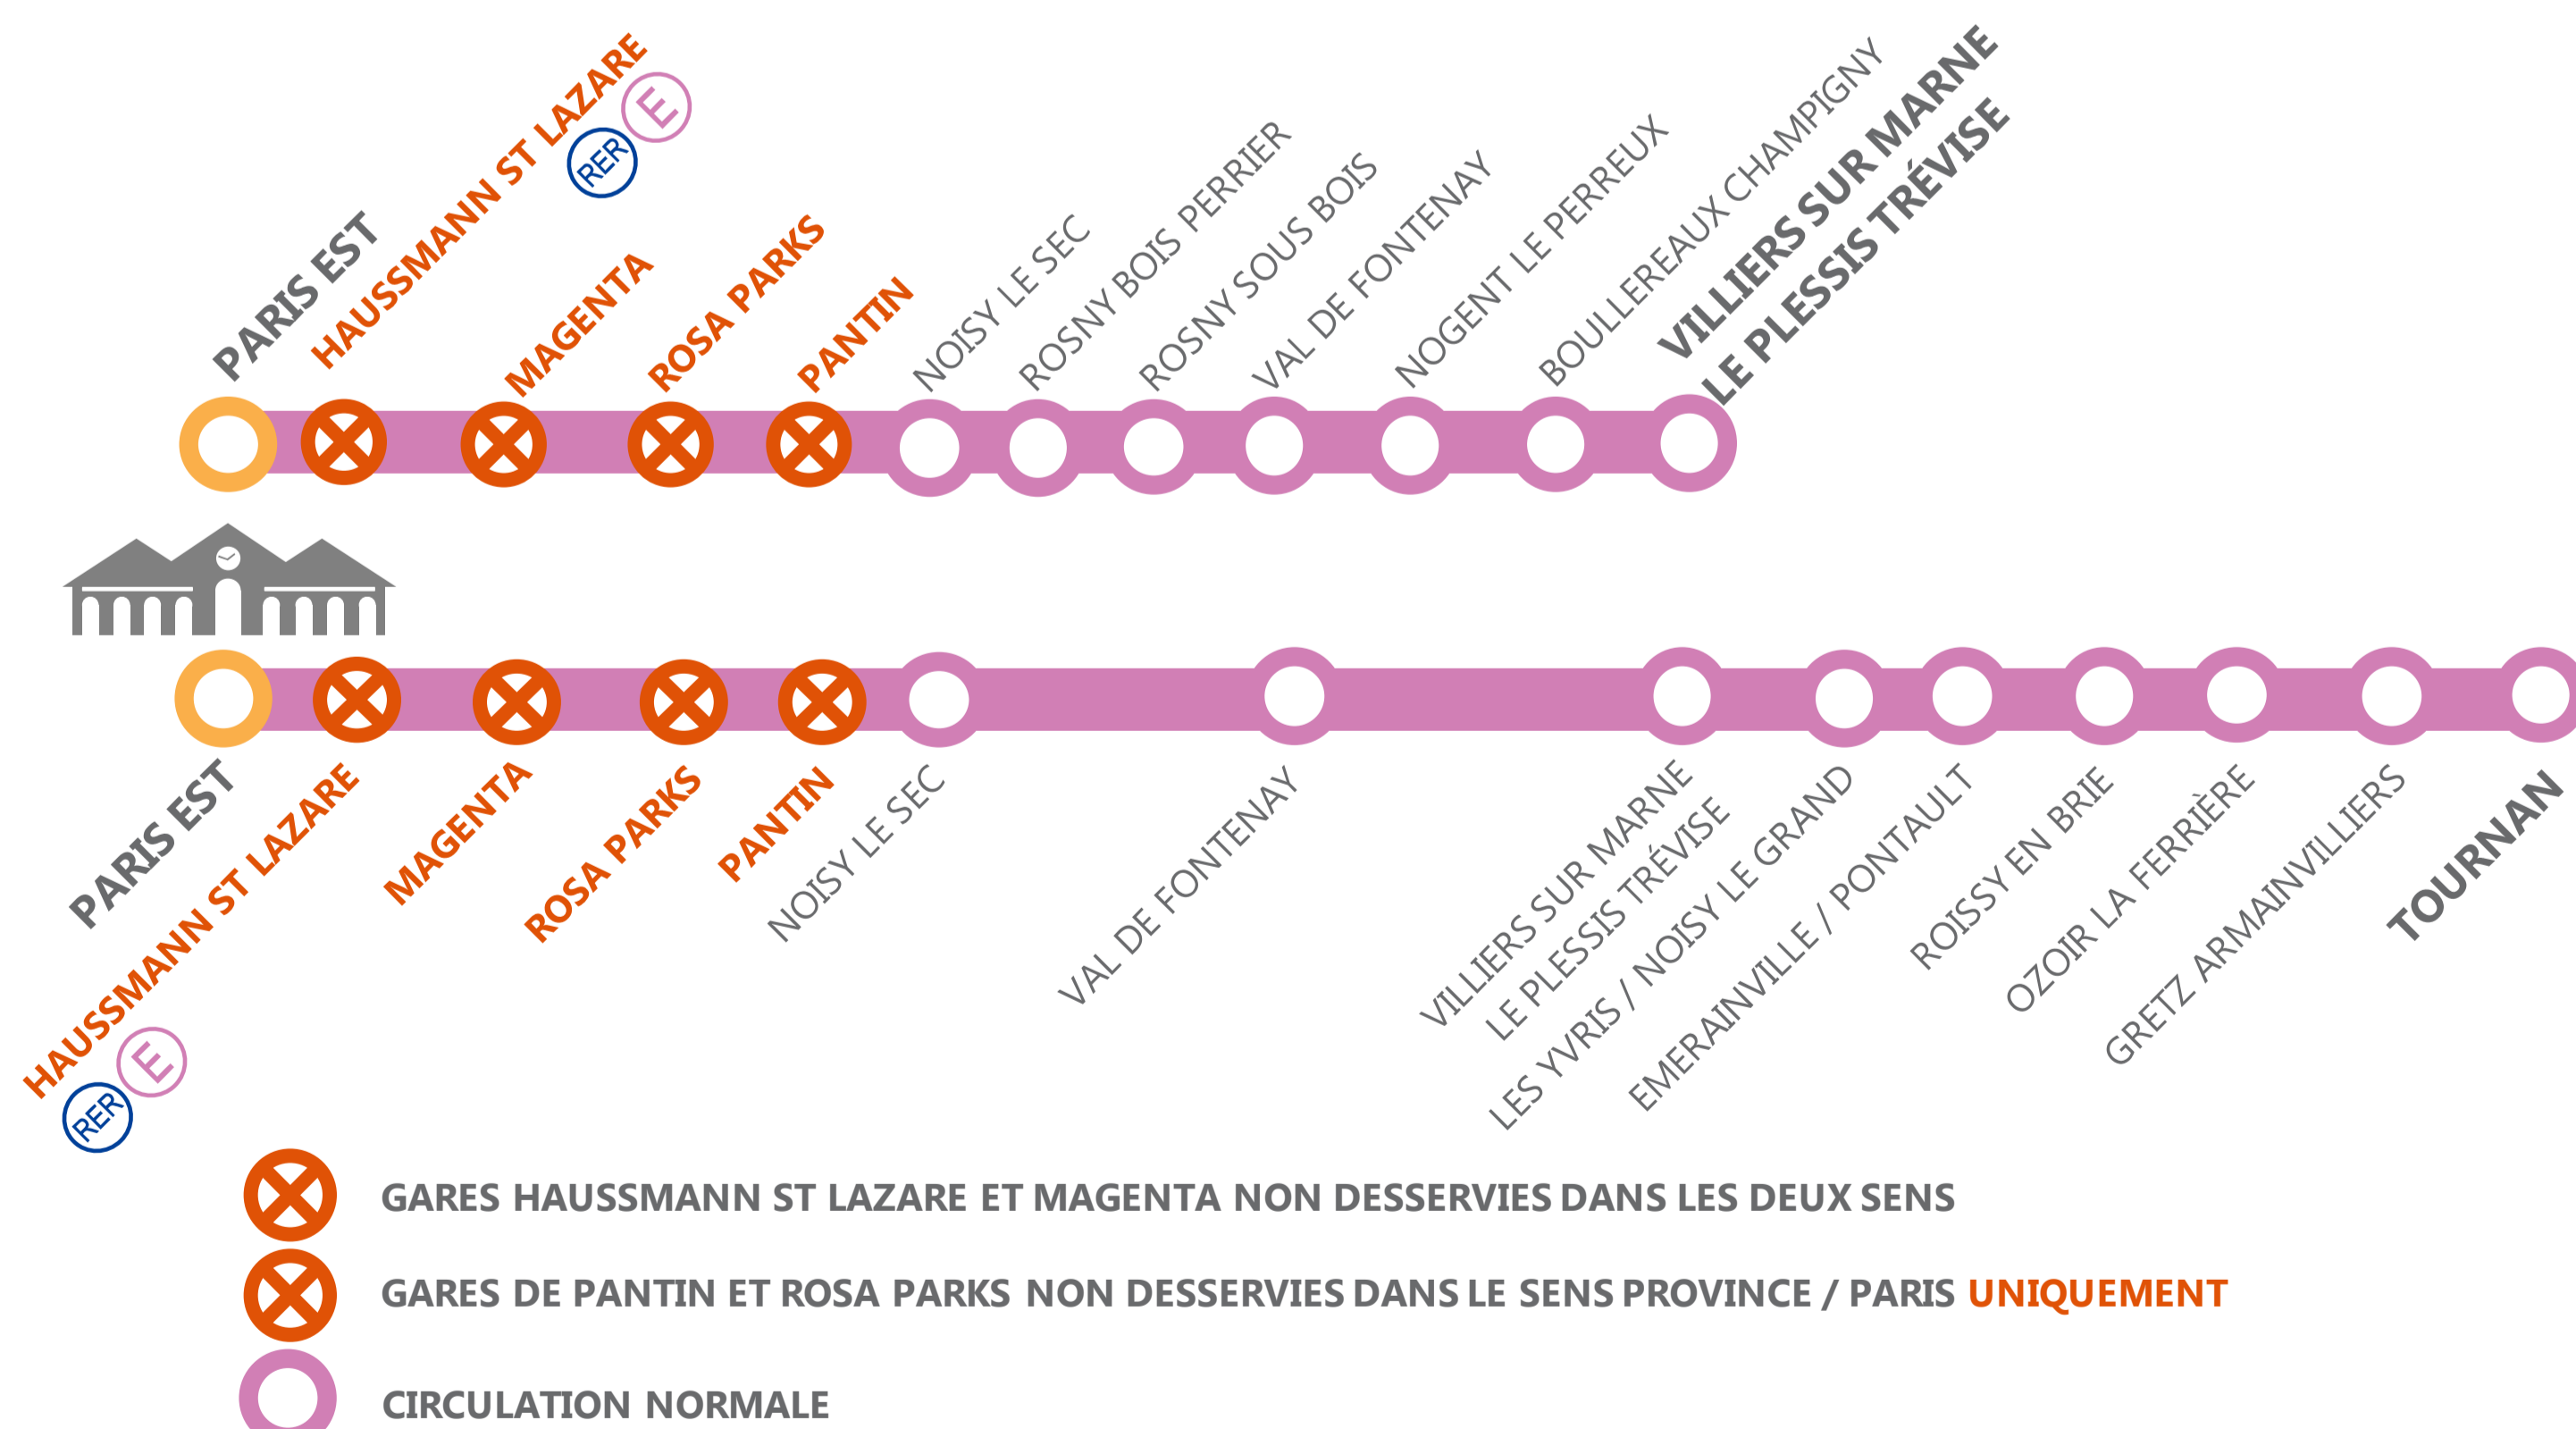 PARIS EST
HAUSSMANN ST LAZARE
RER
E
MAGENTA
ROSA PARKS
PANTIN
NOISY LE SEC
ROSNY BOIS PERRIER
ROSNY SOUS BOIS
VAL DE FONTENAY
NOGENT LE PERREUX
BOULLEREAUX CHAMPIGNY
VILLIERS SUR MARNE
LE PLESSIS TRÉVISE
PARIS EST
HAUSSMANN ST LAZARE
RER
E
MAGENTA
ROSA PARKS
PANTIN
NOISY LE SEC
VAL DE FONTENAY
VILLIERS SUR MARNE
LE PLESSIS TRÉVISE
LES YVRIS / NOISY LE GRAND
EMERAINVILLE / PONTAULT
ROISSY EN BRIE
OZOIR LA FERRIÈRE
GRETZ ARMAINVILLIERS
TOURNAN
GARES HAUSSMANN ST LAZARE ET MAGENTA NON DESSERVIES DANS LES DEUX SENS
GARES DE PANTIN ET ROSA PARKS NON DESSERVIES DANS LE SENS PROVINCE / PARIS UNIQUEMENT
CIRCULATION NORMALE